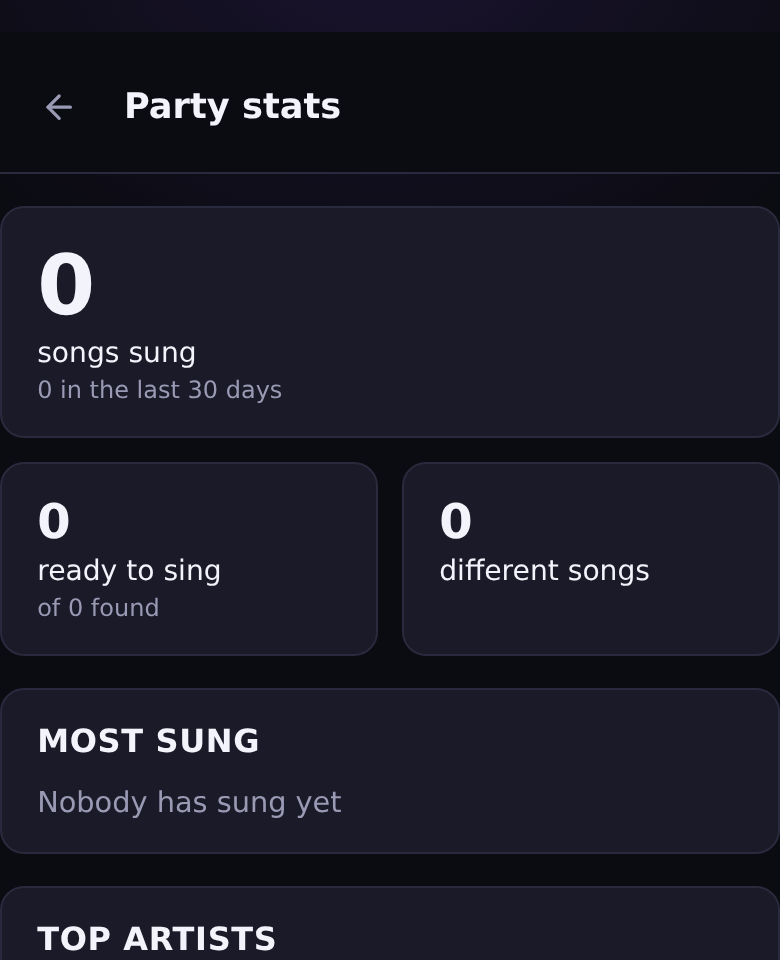 Party stats
0
songs sung
0 in the last 30 days
0
ready to sing
of 0 found
0
different songs
MOST SUNG
Nobody has sung yet
TOP ARTISTS